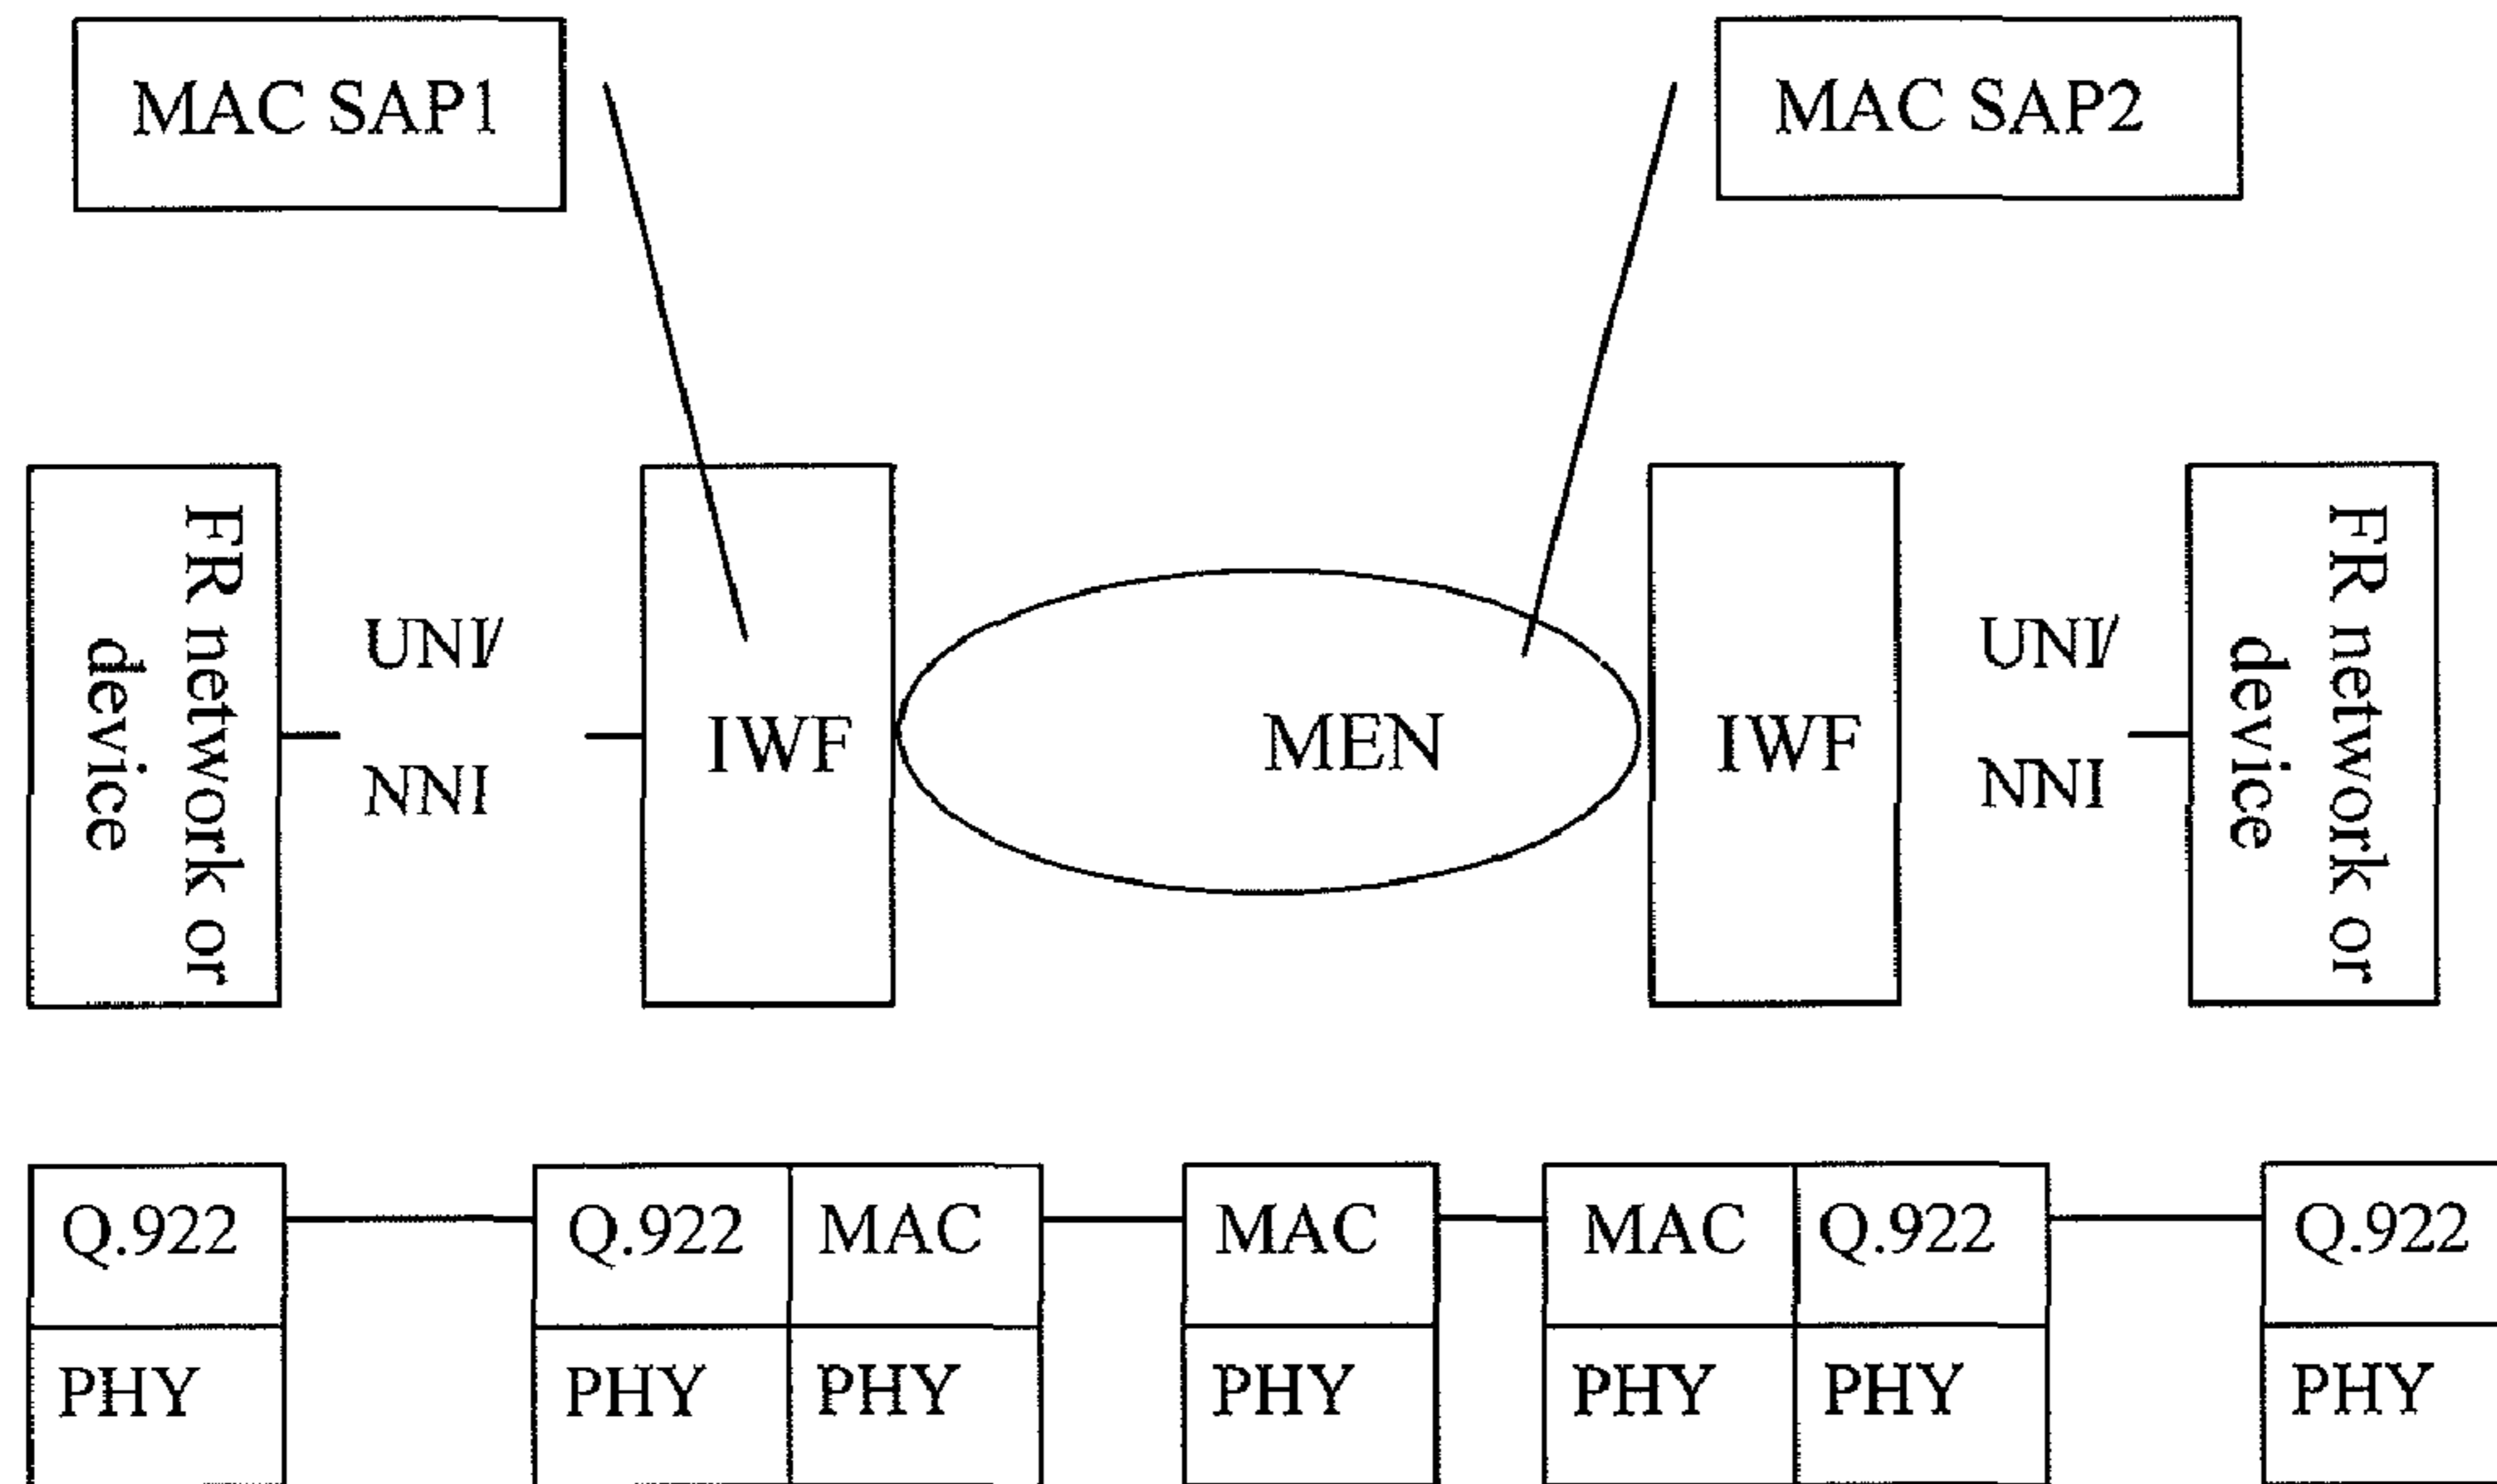 MAC SAP1
MAC SAP2
FR network or
device
UNI/
NNI
IWF
MEN
IWF
UNI/
NNI
FR network or
device
Q.922
Q.922
MAC
MAC
MAC
Q.922
Q.922
PHY
PHY
PHY
PHY
PHY
PHY
PHY